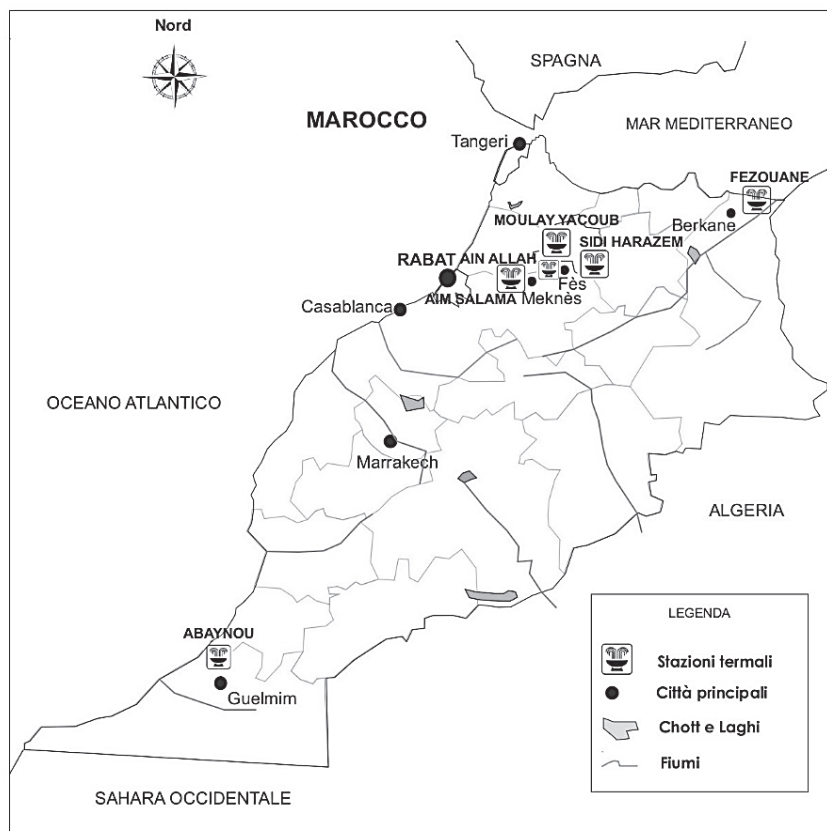 Nord
SPAGNA
MAROCCO
MAR MEDITERRANEO
Tangeri
FEZOUANE
MOULAY YACOUB
Berkane
SIDI HARAZEM
RABAT
AIN ALLAH
Fès
AIM SALAMA
Meknès
Casablanca
OCEANO ATLANTICO
Marrakech
ALGERIA
ABAYNOU
Guelmim
SAHARA OCCIDENTALE
LEGENDA
Stazioni termali
Città principali
Chott e Laghi
Fiumi